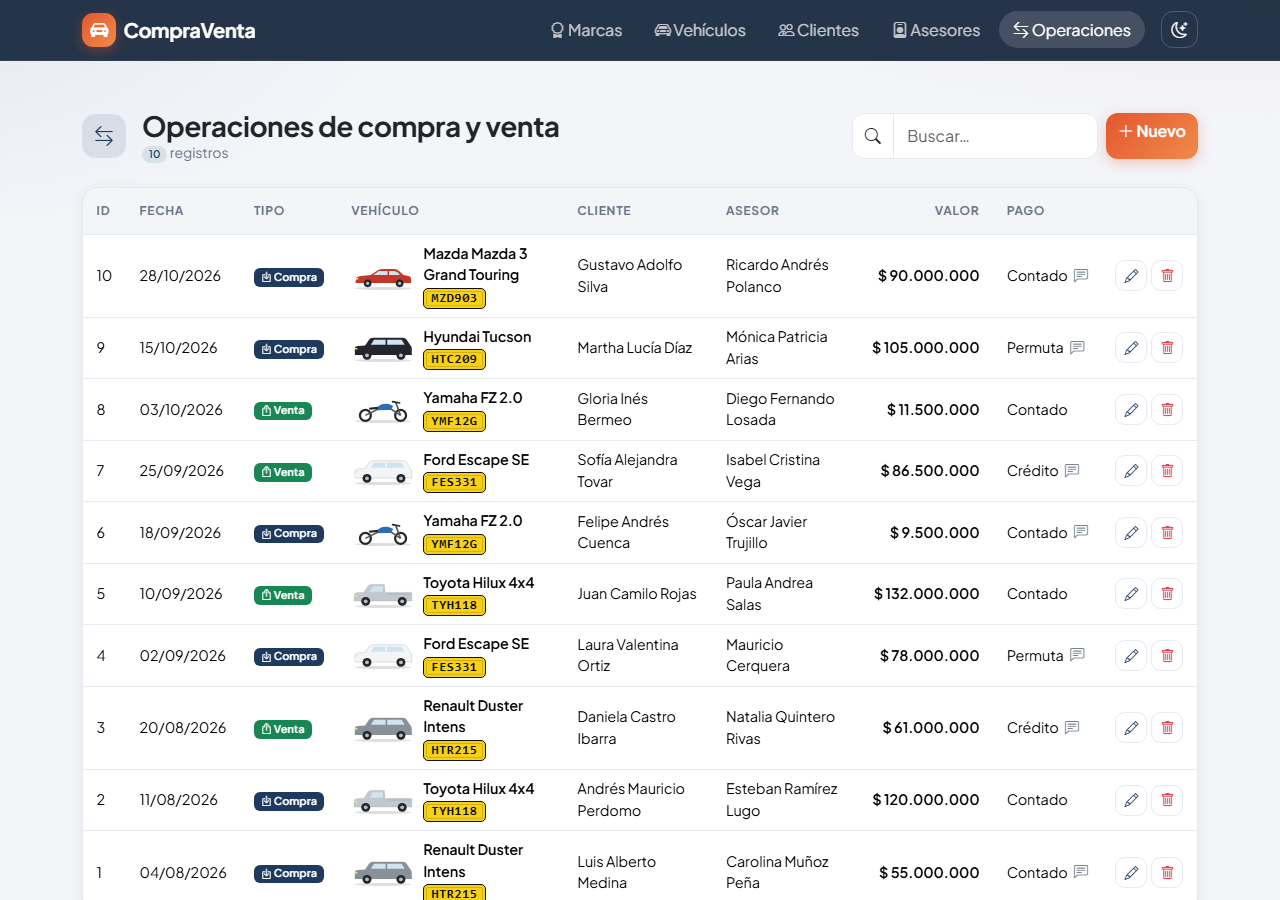 CompraVenta
Marcas
Vehículos
Clientes
Asesores
Operaciones
Operaciones de compra y venta
10 registros
Buscar...
+ Nuevo
ID FECHA TIPO VEHÍCULO CLIENTE ASESOR VALOR PAGO
10 28/10/2026 Compra Mazda Mazda 3 Grand Touring MZD903 Gustavo Adolfo Silva Ricardo Andrés Polanco $ 90.000.000 Contado
9 15/10/2026 Compra Hyundai Tucson HTC209 Martha Lucía Díaz Mónica Patricia Arias $ 105.000.000 Permuta
8 03/10/2026 Venta Yamaha FZ 2.0 YMF12G Gloria Inés Bermeo Diego Fernando Losada $ 11.500.000 Contado
7 25/09/2026 Venta Ford Escape SE FES331 Sofía Alejandra Tovar Isabel Cristina Vega $ 86.500.000 Crédito
6 18/09/2026 Compra Yamaha FZ 2.0 YMF12G Felipe Andrés Cuenca Óscar Javier Trujillo $ 9.500.000 Contado
5 10/09/2026 Venta Toyota Hilux 4x4 TYH118 Juan Camilo Rojas Paula Andrea Salas $ 132.000.000 Contado
4 02/09/2026 Compra Ford Escape SE FES331 Laura Valentina Ortiz Mauricio Cerquera $ 78.000.000 Permuta
3 20/08/2026 Venta Renault Duster Intens HTR215 Daniela Castro Ibarra Natalia Quintero Rivas $ 61.000.000 Crédito
2 11/08/2026 Compra Toyota Hilux 4x4 TYH118 Andrés Mauricio Perdomo Esteban Ramírez Lugo $ 120.000.000 Contado
1 04/08/2026 Compra Renault Duster Intens HTR215 Luis Alberto Medina Carolina Muñoz Peña $ 55.000.000 Contado